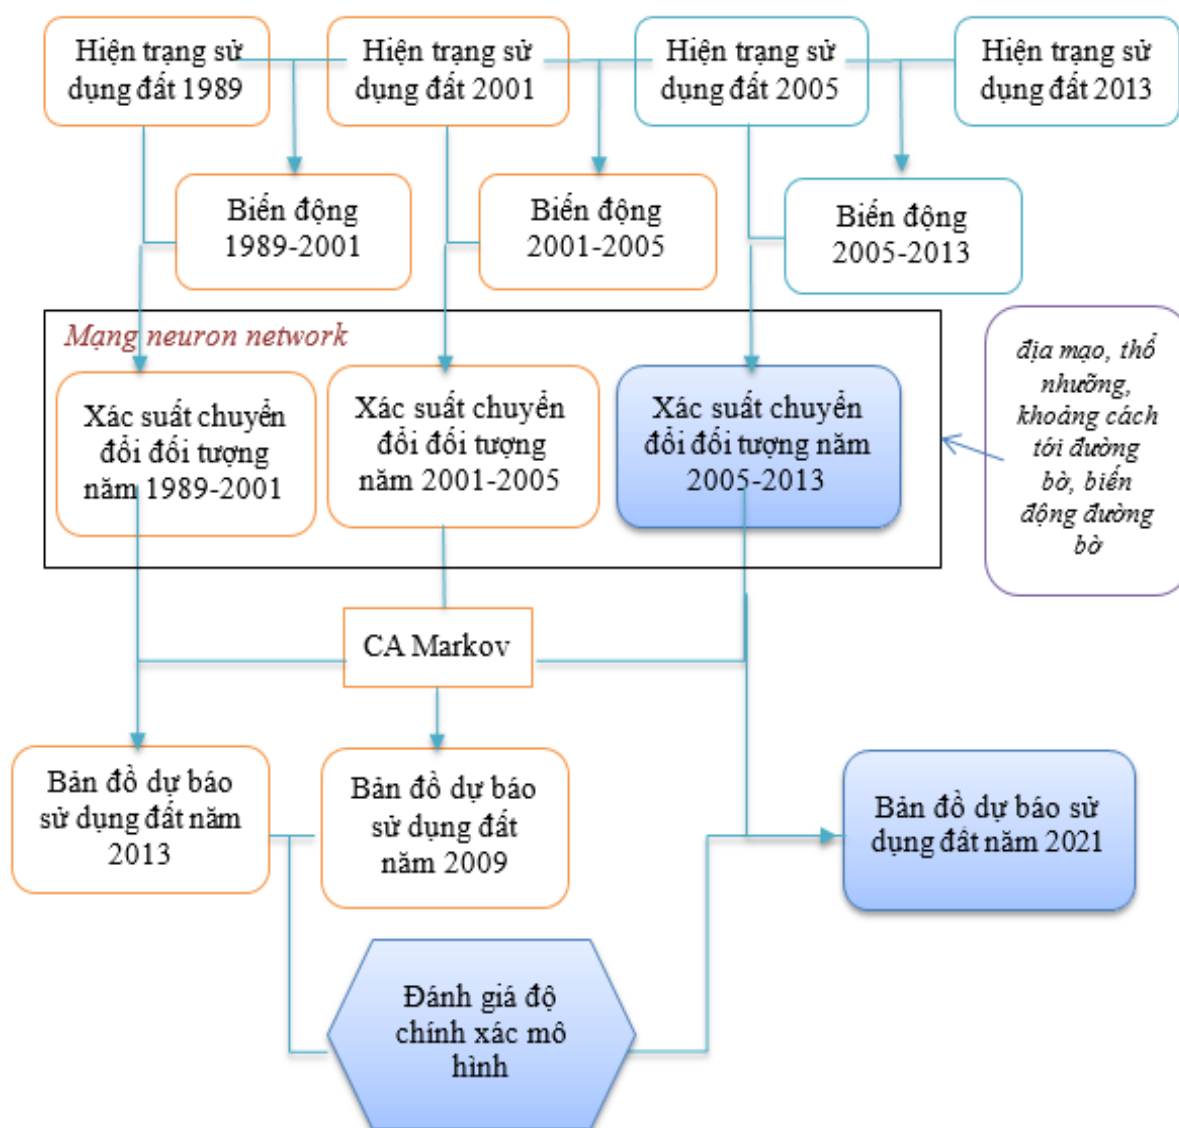 Hiện trạng sử
dụng đất 1989
Hiện trạng sử
dụng đất 2001
Hiện trạng sử
dụng đất 2005
Hiện trạng sử
dụng đất 2013
Biến động
1989-2001
Biến động
2001-2005
Biến động
2005-2013
Mạng neuron network
Xác suất chuyển
đổi đối tượng
năm 1989-2001
Xác suất chuyển
đổi đối tượng
năm 2001-2005
Xác suất chuyển
đổi đối tượng năm
2005-2013
địa mạo, thổ
nhưỡng,
khoảng cách
tới đường
bờ, biến
động đường
bờ
CA Markov
Bản đồ dự báo
sử dụng đất năm
2013
Bản đồ dự báo
sử dụng đất
năm 2009
Bản đồ dự báo sử
dụng đất năm 2021
Đánh giá độ
chính xác mô
hình